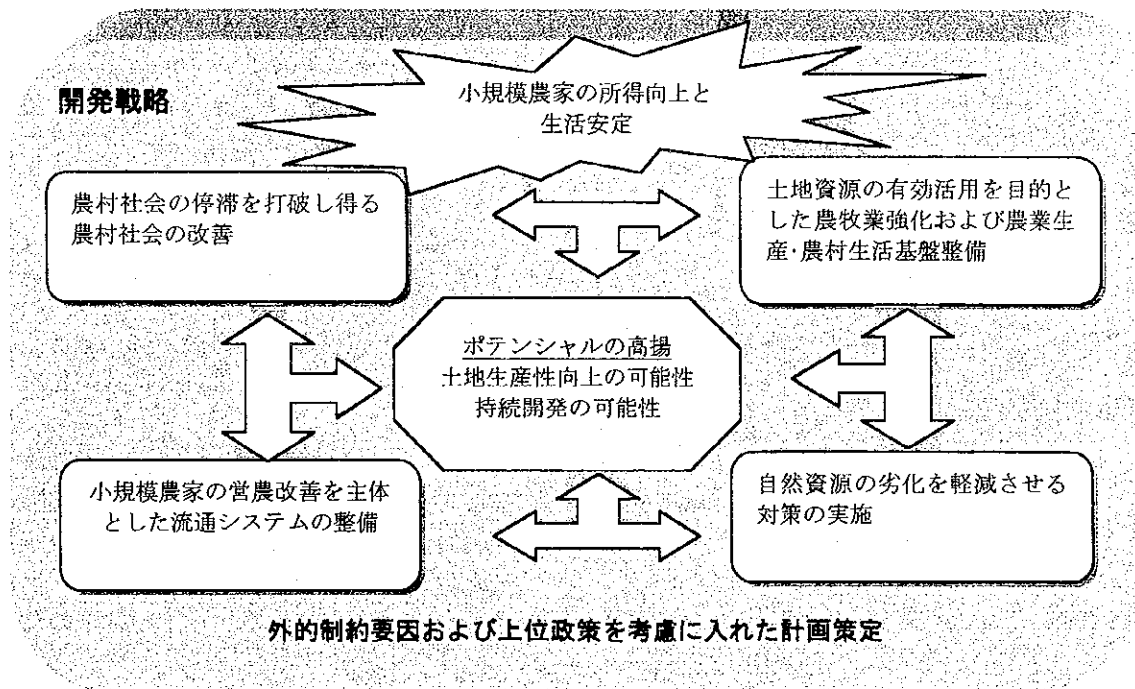 開発戦略
小規模農家の所得向上と
生活安定
農村社会の停滞を打破し得る
農村社会の改善
土地資源の有効活用を目的と
した農牧業強化および農業生
産・農村生活基盤整備
ポテンシャルの高揚
土地生産性向上の可能性
持続開発の可能性
小規模農家の営農改善を主体
とした流通システムの整備
自然資源の劣化を軽減させる
対策の実施
外的制約要因および上位政策を考慮に入れた計画策定